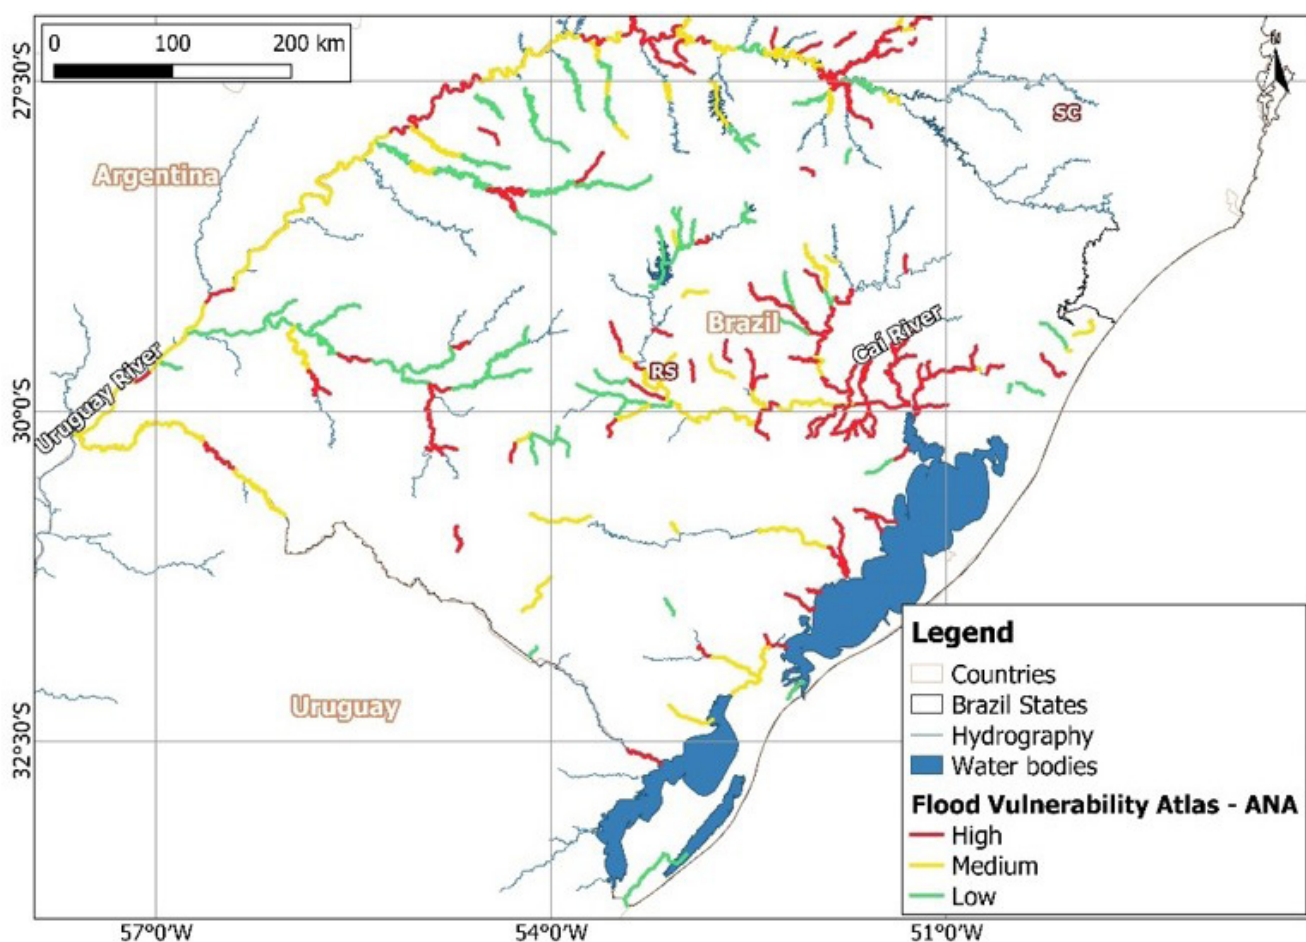 0 100 200 km
N
27°30'S
SC
Argentina
Brazil
Caí River
Uruguay River
RS
30°0'S
Uruguay
32°30'S
Legend
Countries
Brazil States
Hydrography
Water bodies
Flood Vulnerability Atlas - ANA
High
Medium
Low
57°0'W 54°0'W 51°0'W